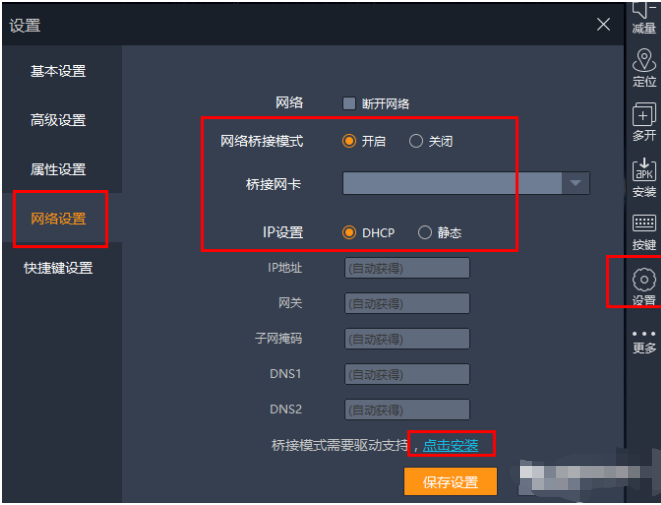 设置
基本设置
高级设置
属性设置
网络设置
快捷键设置
网络 断开网络
网络桥接模式 开启 关闭
桥接网卡
IP设置 DHCP 静态
IP地址 (自动获得)
网关 (自动获得)
子网掩码 (自动获得)
DNS1 (自动获得)
DNS2 (自动获得)
桥接模式需要驱动支持，点击安装
保存设置
减量
定位
多开
APK
安装
按键
设置
更多